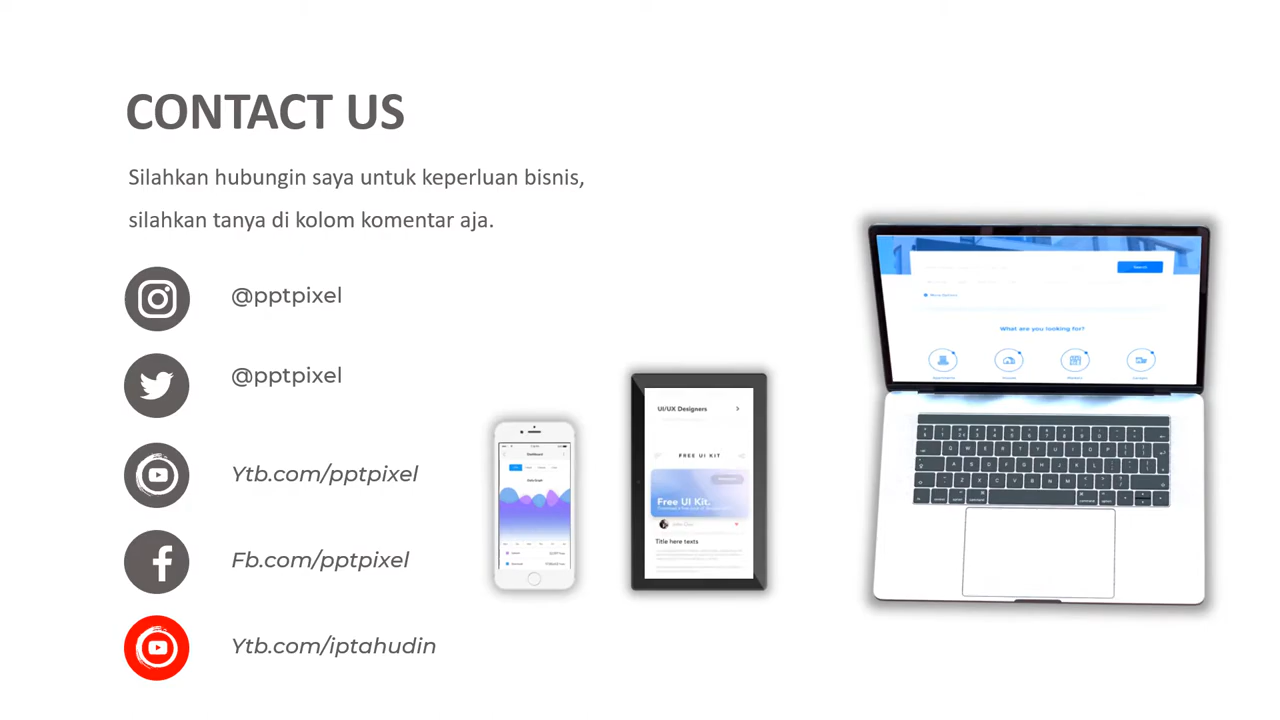 CONTACT US
Silahkan hubungin saya untuk keperluan bisnis,
silahkan tanya di kolom komentar aja.
@pptpixel
@pptpixel
Ytb.com/pptpixel
Fb.com/pptpixel
Ytb.com/iptahudin
Dashboard
UI/UX Designers
FREE UI KIT
Free UI Kit.
Title here texts
What are you looking for?